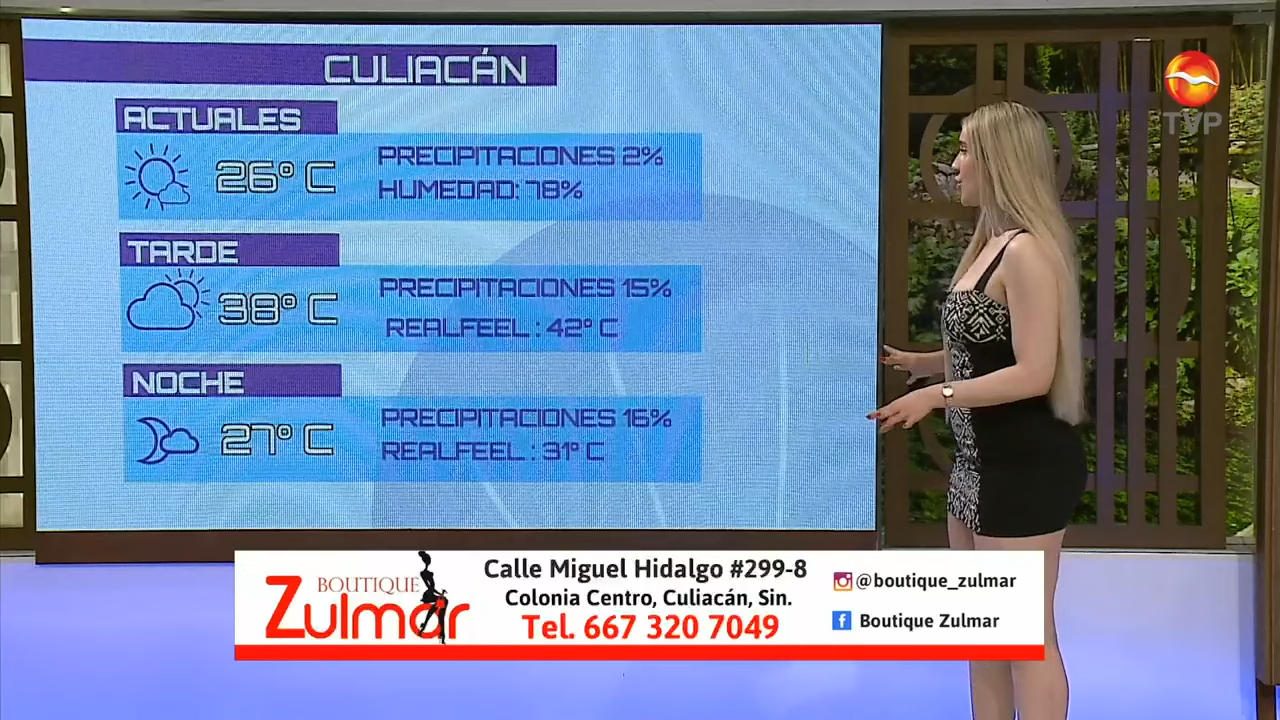 CULIACÁN
ACTUALES
26° C
PRECIPITACIONES 2%
HUMEDAD: 78%
TARDE
38° C
PRECIPITACIONES 15%
REALFEEL : 42° C
NOCHE
27° C
PRECIPITACIONES 16%
REALFEEL : 31° C
TVP
BOUTIQUE
Zulmar
Calle Miguel Hidalgo #299-8
Colonia Centro, Culiacán, Sin.
Tel. 667 320 7049
@boutique_zulmar
Boutique Zulmar